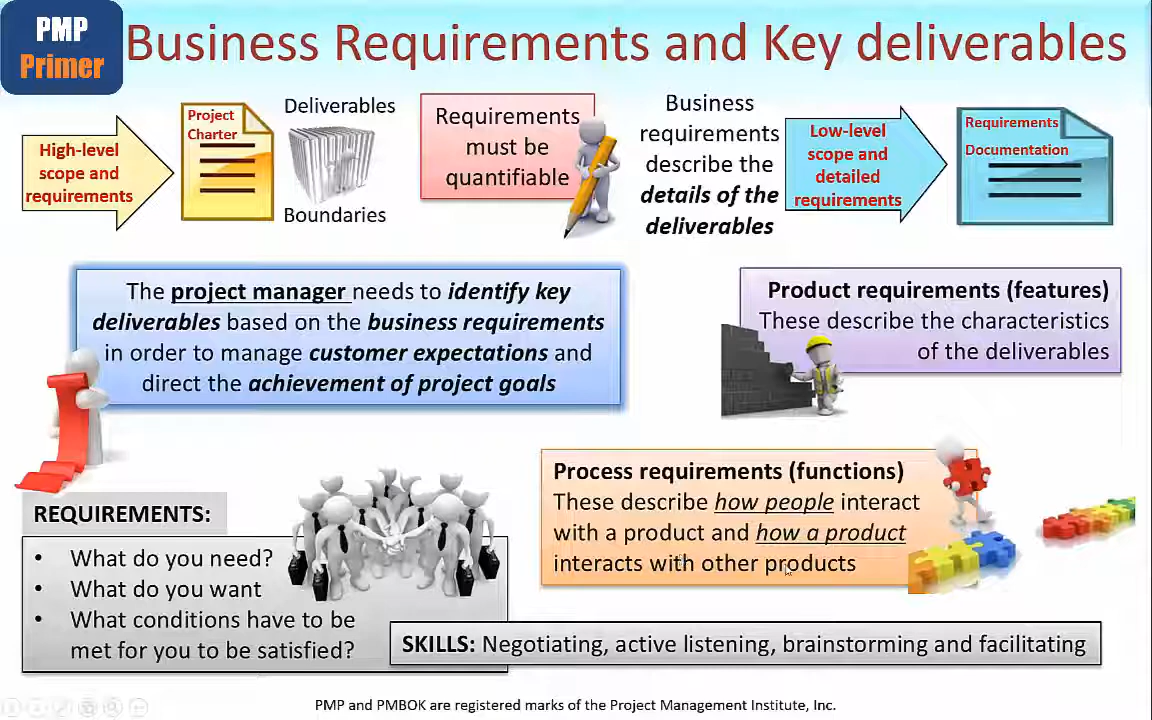 PMP
Primer
Business Requirements and Key deliverables
High-level
scope and
requirements
Project
Charter
Deliverables
Boundaries
Requirements
must be
quantifiable
Business
requirements
describe the
details of the
deliverables
Low-level
scope and
detailed
requirements
Requirements
Documentation
The project manager needs to identify key
deliverables based on the business requirements
in order to manage customer expectations and
direct the achievement of project goals
Product requirements (features)
These describe the characteristics
of the deliverables
Process requirements (functions)
These describe how people interact
with a product and how a product
interacts with other products
REQUIREMENTS:
• What do you need?
• What do you want
• What conditions have to be
met for you to be satisfied?
SKILLS: Negotiating, active listening, brainstorming and facilitating
PMP and PMBOK are registered marks of the Project Management Institute, Inc.